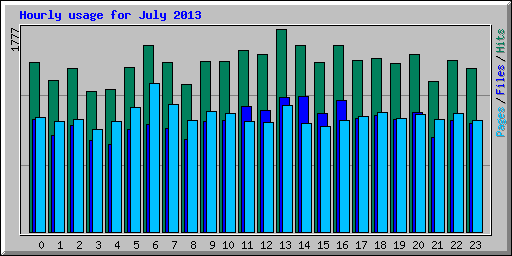 Hourly usage for July 2013
1777
Pages / Files / Hits
0 1 2 3 4 5 6 7 8 9 10 11 12 13 14 15 16 17 18 19 20 21 22 23